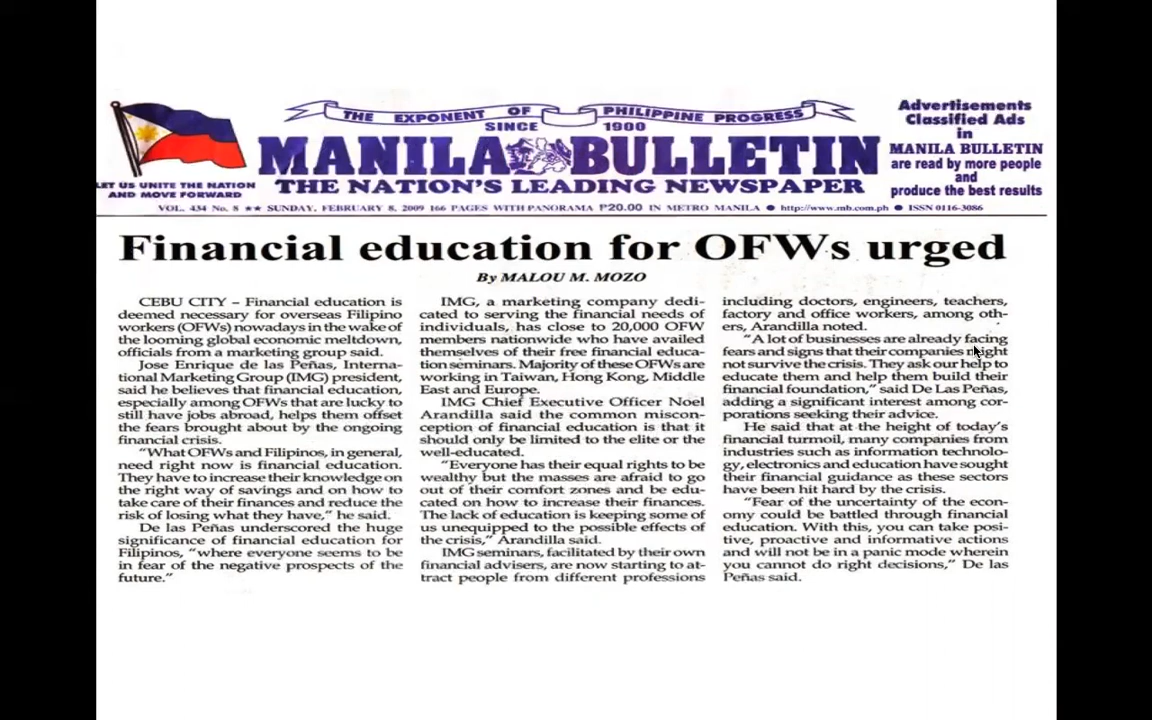 THE EXPONENT OF PHILIPPINE PROGRESS
SINCE 1900
MANILA BULLETIN
THE NATION'S LEADING NEWSPAPER
LET US UNITE THE NATION
AND MOVE FORWARD
Advertisements
Classified Ads
in
MANILA BULLETIN
are read by more people
and
produce the best results
VOL. 434 No. 8 ★★ SUNDAY, FEBRUARY 8, 2009 166 PAGES WITH PANORAMA ₱20.00 IN METRO MANILA ● http://www.mb.com.ph ● ISSN 0116-3086
Financial education for OFWs urged
By MALOU M. MOZO
CEBU CITY – Financial education is
deemed necessary for overseas Filipino
workers (OFWs) nowadays in the wake of
the looming global economic meltdown,
officials from a marketing group said.
Jose Enrique de las Peñas, Interna-
tional Marketing Group (IMG) president,
said he believes that financial education,
especially among OFWs that are lucky to
still have jobs abroad, helps them offset
the fears brought about by the ongoing
financial crisis.
"What OFWs and Filipinos, in general,
need right now is financial education.
They have to increase their knowledge on
the right way of savings and on how to
take care of their finances and reduce the
risk of losing what they have," he said.
De las Peñas underscored the huge
significance of financial education for
Filipinos, "where everyone seems to be
in fear of the negative prospects of the
future."
IMG, a marketing company dedi-
cated to serving the financial needs of
individuals, has close to 20,000 OFW
members nationwide who have availed
themselves of their free financial educa-
tion seminars. Majority of these OFWs are
working in Taiwan, Hong Kong, Middle
East and Europe.
IMG Chief Executive Officer Noel
Arandilla said the common miscon-
ception of financial education is that it
should only be limited to the elite or the
well-educated.
"Everyone has their equal rights to be
wealthy but the masses are afraid to go
out of their comfort zones and be edu-
cated on how to increase their finances.
The lack of education is keeping some of
us unequipped to the possible effects of
the crisis," Arandilla said.
IMG seminars, facilitated by their own
financial advisers, are now starting to at-
tract people from different professions
including doctors, engineers, teachers,
factory and office workers, among oth-
ers, Arandilla noted.
"A lot of businesses are already facing
fears and signs that their companies might
not survive the crisis. They ask our help to
educate them and help them build their
financial foundation," said De Las Peñas,
adding a significant interest among cor-
porations seeking their advice.
He said that at the height of today's
financial turmoil, many companies from
industries such as information technolo-
gy, electronics and education have sought
their financial guidance as these sectors
have been hit hard by the crisis.
"Fear of the uncertainty of the econ-
omy could be battled through financial
education. With this, you can take posi-
tive, proactive and informative actions
and will not be in a panic mode wherein
you cannot do right decisions," De las
Peñas said.